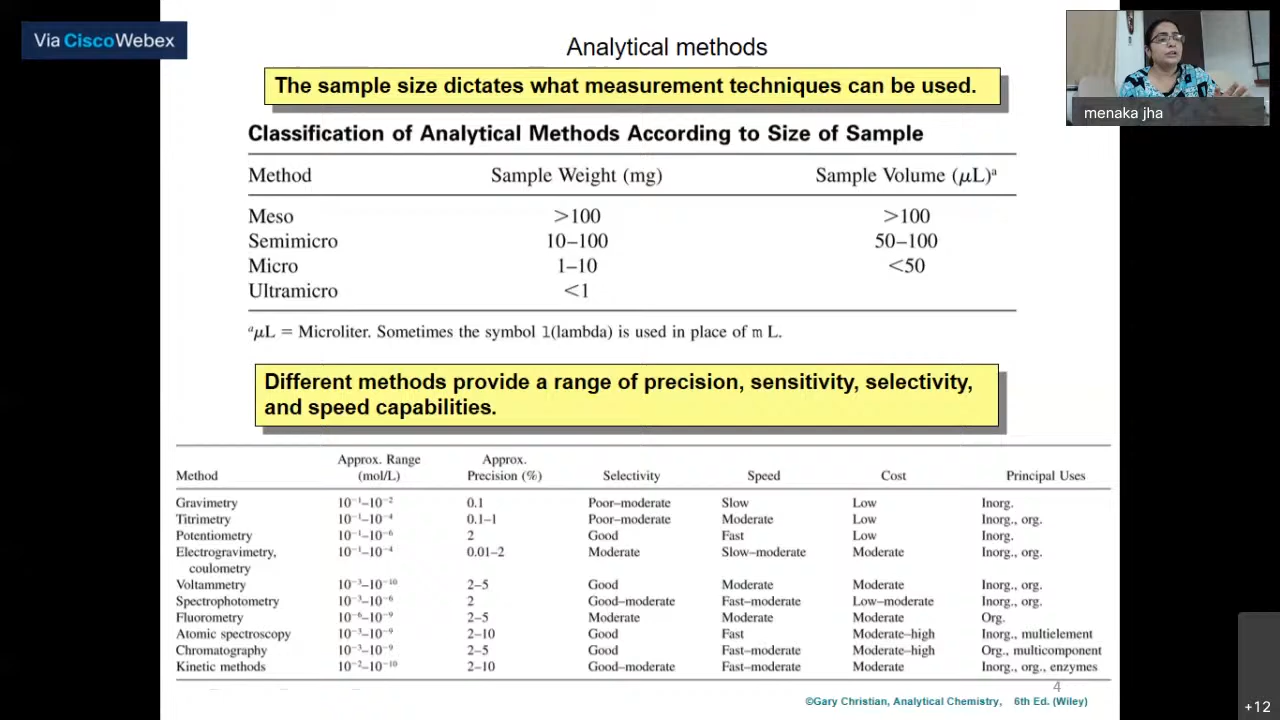 Via CiscoWebex
Analytical methods
menaka jha
The sample size dictates what measurement techniques can be used.
Classification of Analytical Methods According to Size of Sample
Method Sample Weight (mg) Sample Volume (μL)ᵃ
Meso >100 >100
Semimicro 10–100 50–100
Micro 1–10 <50
Ultramicro <1
ᵃμL = Microliter. Sometimes the symbol l(lambda) is used in place of m L.
Different methods provide a range of precision, sensitivity, selectivity,
and speed capabilities.
Approx. Range Approx.
Method (mol/L) Precision (%) Selectivity Speed Cost Principal Uses
Gravimetry 10⁻¹–10⁻² 0.1 Poor–moderate Slow Low Inorg.
Titrimetry 10⁻¹–10⁻⁴ 0.1–1 Poor–moderate Moderate Low Inorg., org.
Potentiometry 10⁻¹–10⁻⁶ 2 Good Fast Low Inorg.
Electrogravimetry, 10⁻¹–10⁻⁴ 0.01–2 Moderate Slow–moderate Moderate Inorg., org.
coulometry
Voltammetry 10⁻³–10⁻¹⁰ 2–5 Good Moderate Moderate Inorg., org.
Spectrophotometry 10⁻³–10⁻⁶ 2 Good–moderate Fast–moderate Low–moderate Inorg., org.
Fluorometry 10⁻⁶–10⁻⁹ 2–5 Moderate Moderate Moderate Org.
Atomic spectroscopy 10⁻³–10⁻⁹ 2–10 Good Fast Moderate–high Inorg., multielement
Chromatography 10⁻³–10⁻⁹ 2–5 Good Fast–moderate Moderate–high Org., multicomponent
Kinetic methods 10⁻²–10⁻¹⁰ 2–10 Good–moderate Fast–moderate Moderate Inorg., org., enzymes
4
©Gary Christian, Analytical Chemistry, 6th Ed. (Wiley)
+12